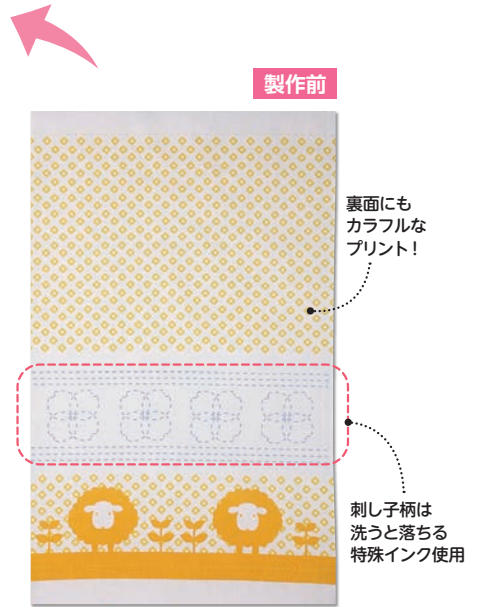 製作前
裏面にも
カラフルな
プリント！
刺し子柄は
洗うと落ちる
特殊インク使用